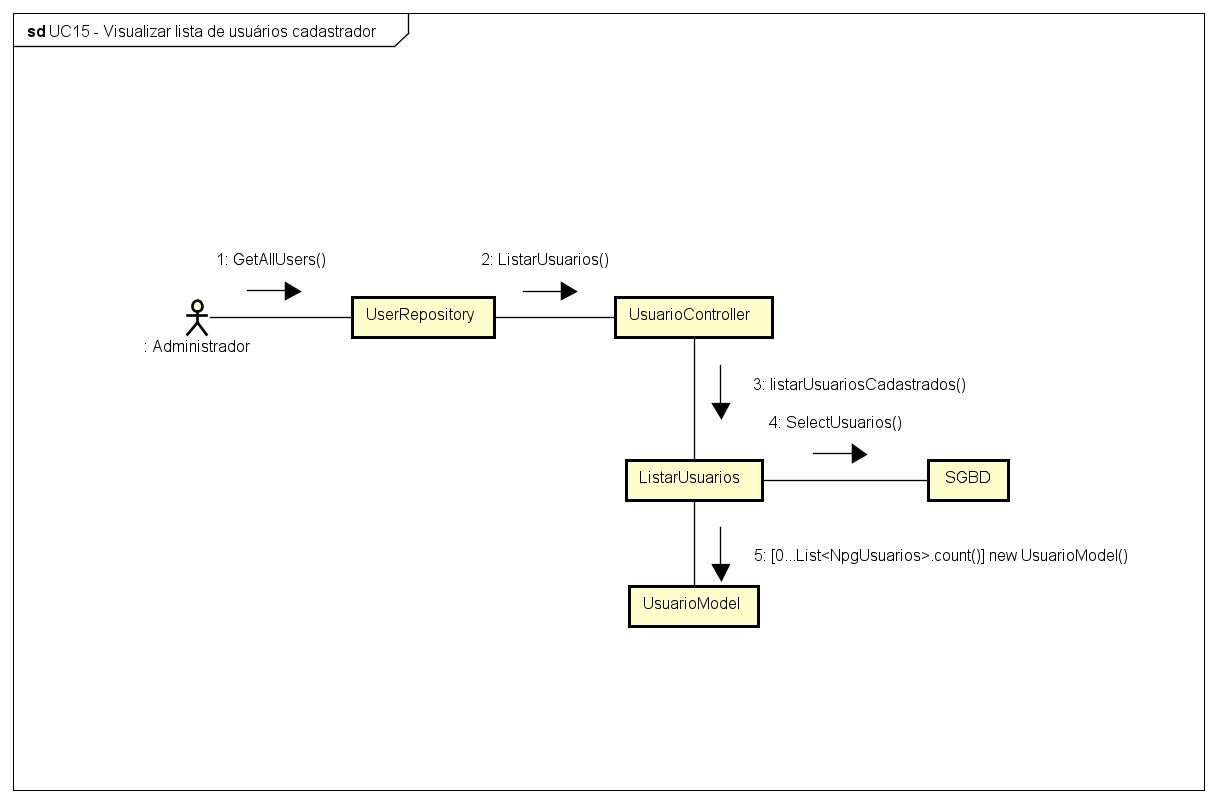 sd UC15 - Visualizar lista de usuários cadastrador
1: GetAllUsers()
2: ListarUsuarios()
UserRepository
UsuarioController
: Administrador
3: listarUsuariosCadastrados()
4: SelectUsuarios()
ListarUsuarios
SGBD
5: [0...List<NpgUsuarios>.count()] new UsuarioModel()
UsuarioModel